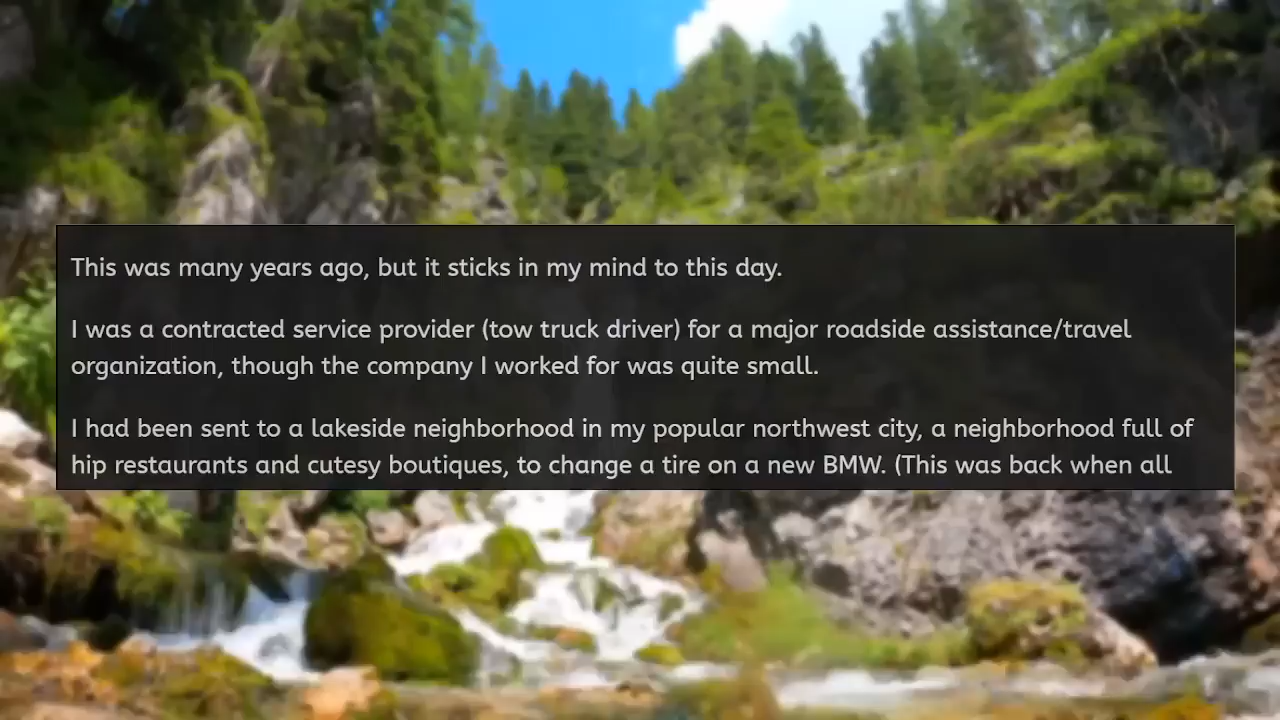 This was many years ago, but it sticks in my mind to this day.
I was a contracted service provider (tow truck driver) for a major roadside assistance/travel
organization, though the company I worked for was quite small.
I had been sent to a lakeside neighborhood in my popular northwest city, a neighborhood full of
hip restaurants and cutesy boutiques, to change a tire on a new BMW. (This was back when all